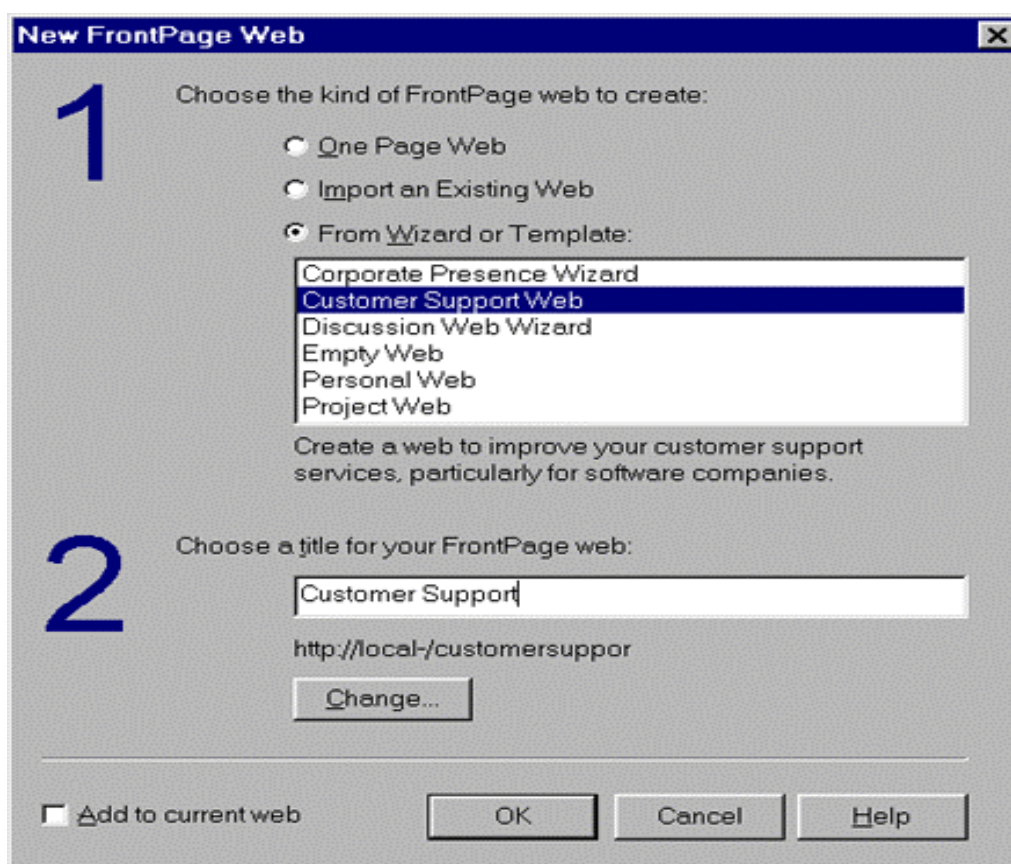 New FrontPage Web
1
Choose the kind of FrontPage web to create:
One Page Web
Import an Existing Web
From Wizard or Template:
Corporate Presence Wizard
Customer Support Web
Discussion Web Wizard
Empty Web
Personal Web
Project Web
Create a web to improve your customer support
services, particularly for software companies.
2
Choose a title for your FrontPage web:
Customer Support
http://local-/customersuppor
Change...
Add to current web
OK
Cancel
Help